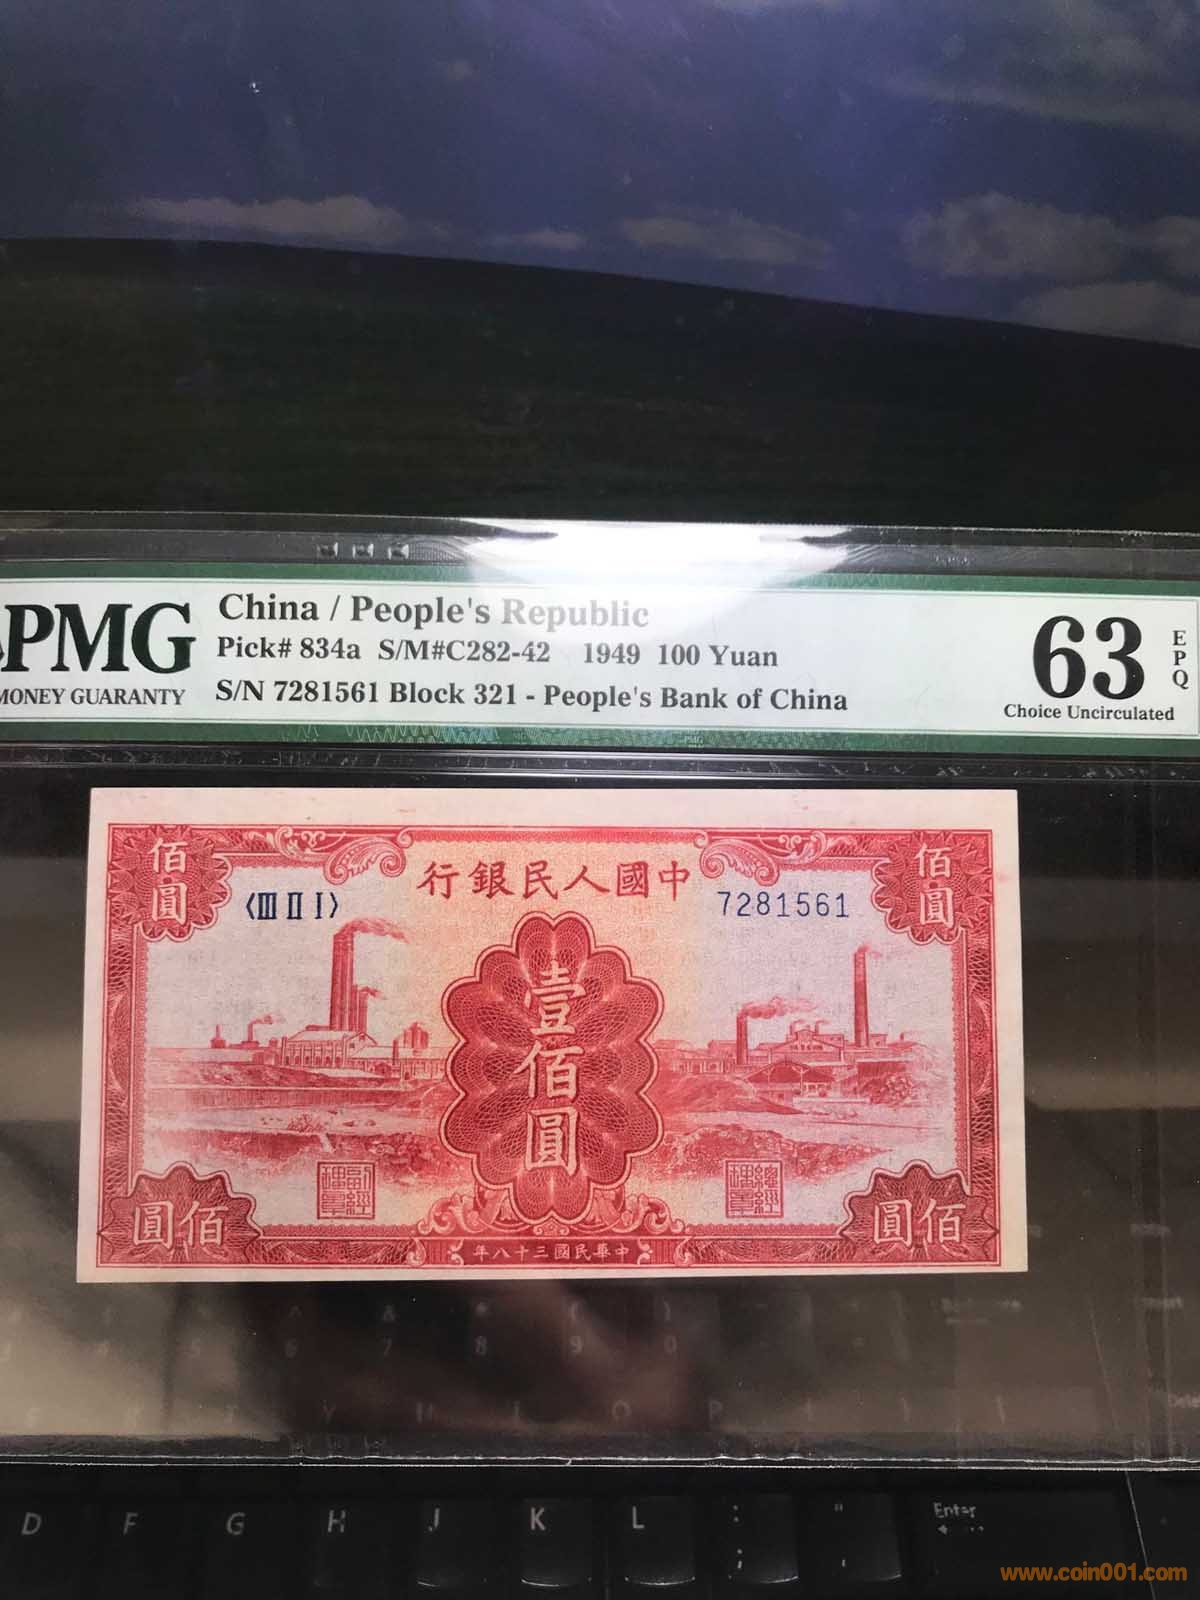 PMG
MONEY GUARANTY
China / People's Republic
Pick# 834a S/M#C282-42 1949 100 Yuan
S/N 7281561 Block 321 - People's Bank of China
63
EPQ
Choice Uncirculated
佰圓
行銀民人國中
佰圓
〈III II I〉
7281561
壹佰圓
副經理章
總經理章
圓佰
圓佰
年八十三國民華中
D F G H J K L : ; " ' Enter
www.coin001.com